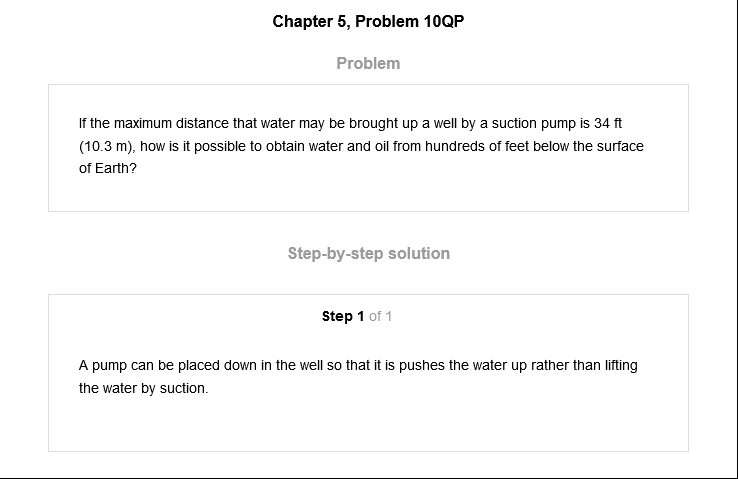 Chapter 5, Problem 10QP
Problem
If the maximum distance that water may be brought up a well by a suction pump is 34 ft
(10.3 m), how is it possible to obtain water and oil from hundreds of feet below the surface
of Earth?
Step-by-step solution
Step 1 of 1
A pump can be placed down in the well so that it is pushes the water up rather than lifting
the water by suction.